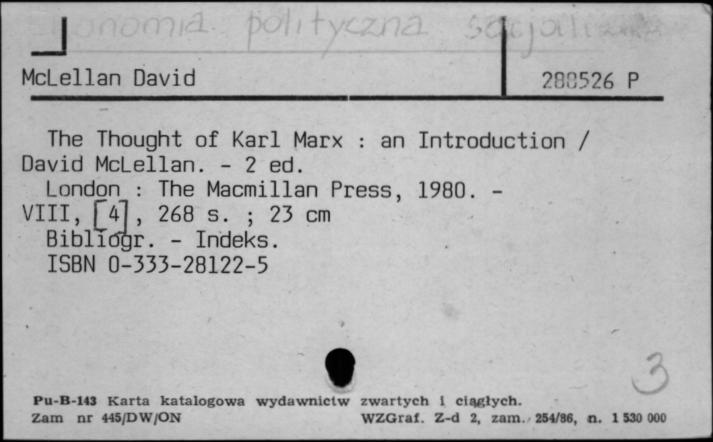 polityczna
McLellan David 288526 P
The Thought of Karl Marx : an Introduction /
David McLellan. - 2 ed.
London : The Macmillan Press, 1980. -
VIII, [4], 268 s. ; 23 cm
Bibliogr. - Indeks.
ISBN 0-333-28122-5
3
Pu-B-143 Karta katalogowa wydawnictw zwartych i ciągłych.
Zam nr 445/DW/ON WZGraf. Z-d 2, zam. 254/86, n. 1 530 000